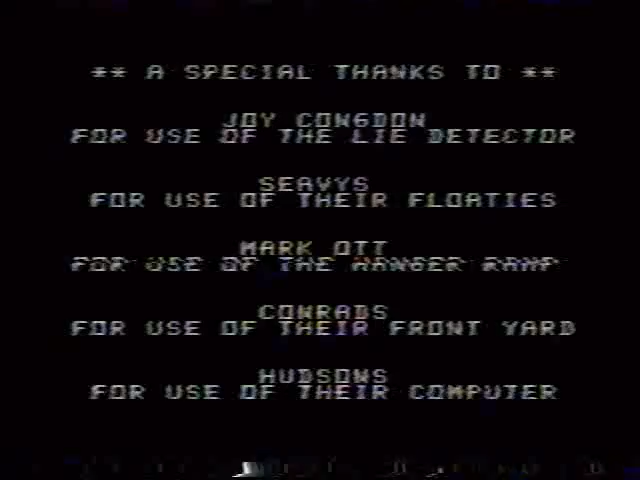 ** A SPECIAL THANKS TO **
JOY CONGDON
FOR USE OF THE LIE DETECTOR
SEAVYS
FOR USE OF THEIR FLOATIES
MARK OTT
FOR USE OF THE RANGER RAMP
CONRADS
FOR USE OF THEIR FRONT YARD
HUDSONS
FOR USE OF THEIR COMPUTER